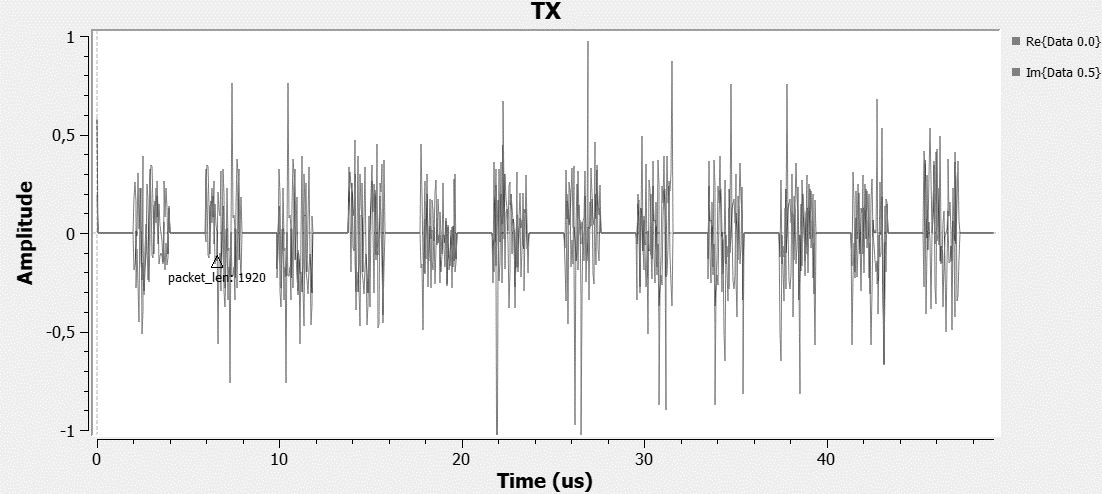 TX
Re{Data 0.0}
Im{Data 0.5}
1
0,5
0
-0,5
-1
Amplitude
packet_len: 1920
0
10
20
30
40
Time (us)